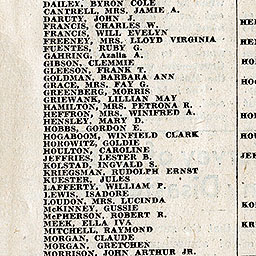 DAILEY, BYRON COLE
CANTRELL, MRS. JAMIE A.
DARUTY, JOHN J.
FRANCIS, CHARLES W.
FRANCIS, WILL EVELYN
FREENEY, MRS. LLOYD VIRGINIA
FUENTES, RUBY G.
GAHRING, Azalia A.
GIBSON, CLEMMIE
GLEESON, FRANK T.
GOLDMAN, BARBARA ANN
GRACE, MRS. FAY G.
GREENBERG, MORRIS
GRIEWANK, LILLIAN MAY
HAMILTON, MRS. PETRONA R.
HEFFRON, MRS. WINIFRED A.
HENSLEY, MARY D.
HOBBS, GORDON E.
HOGABOOM, WINFIELD CLARK
HOROWITZ, GOLDIE
HOULTON, CAROLINE
JEFFRIES, LESTER B.
KOLSTAD, INGVALD S.
KRIEGSMAN, RUDOLPH ERNST
KUESTER, JULES
LAFFERTY, WILLIAM P.
LEWIS, ISADORE
LOUDON, MRS. LUCINDA
McKINNEY, GUSSIE
McPHERSON, ROBERT R.
MEEK, ELLA IVA
MITCHELL, RAYMOND
MORGAN, CLAUDE
MORGAN, GRETCHEN
MORRISON, JOHN ARTHUR JR.